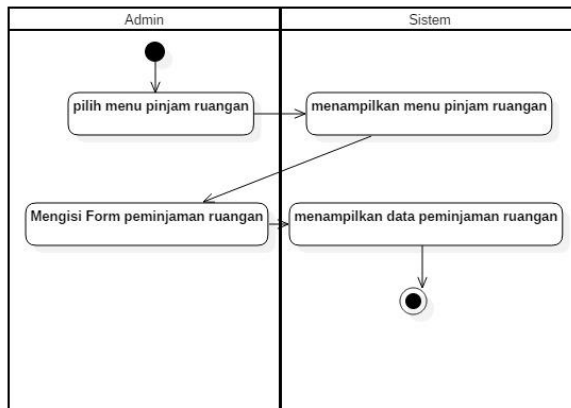 Admin
Sistem
pilih menu pinjam ruangan
menampilkan menu pinjam ruangan
Mengisi Form peminjaman ruangan
menampilkan data peminjaman ruangan